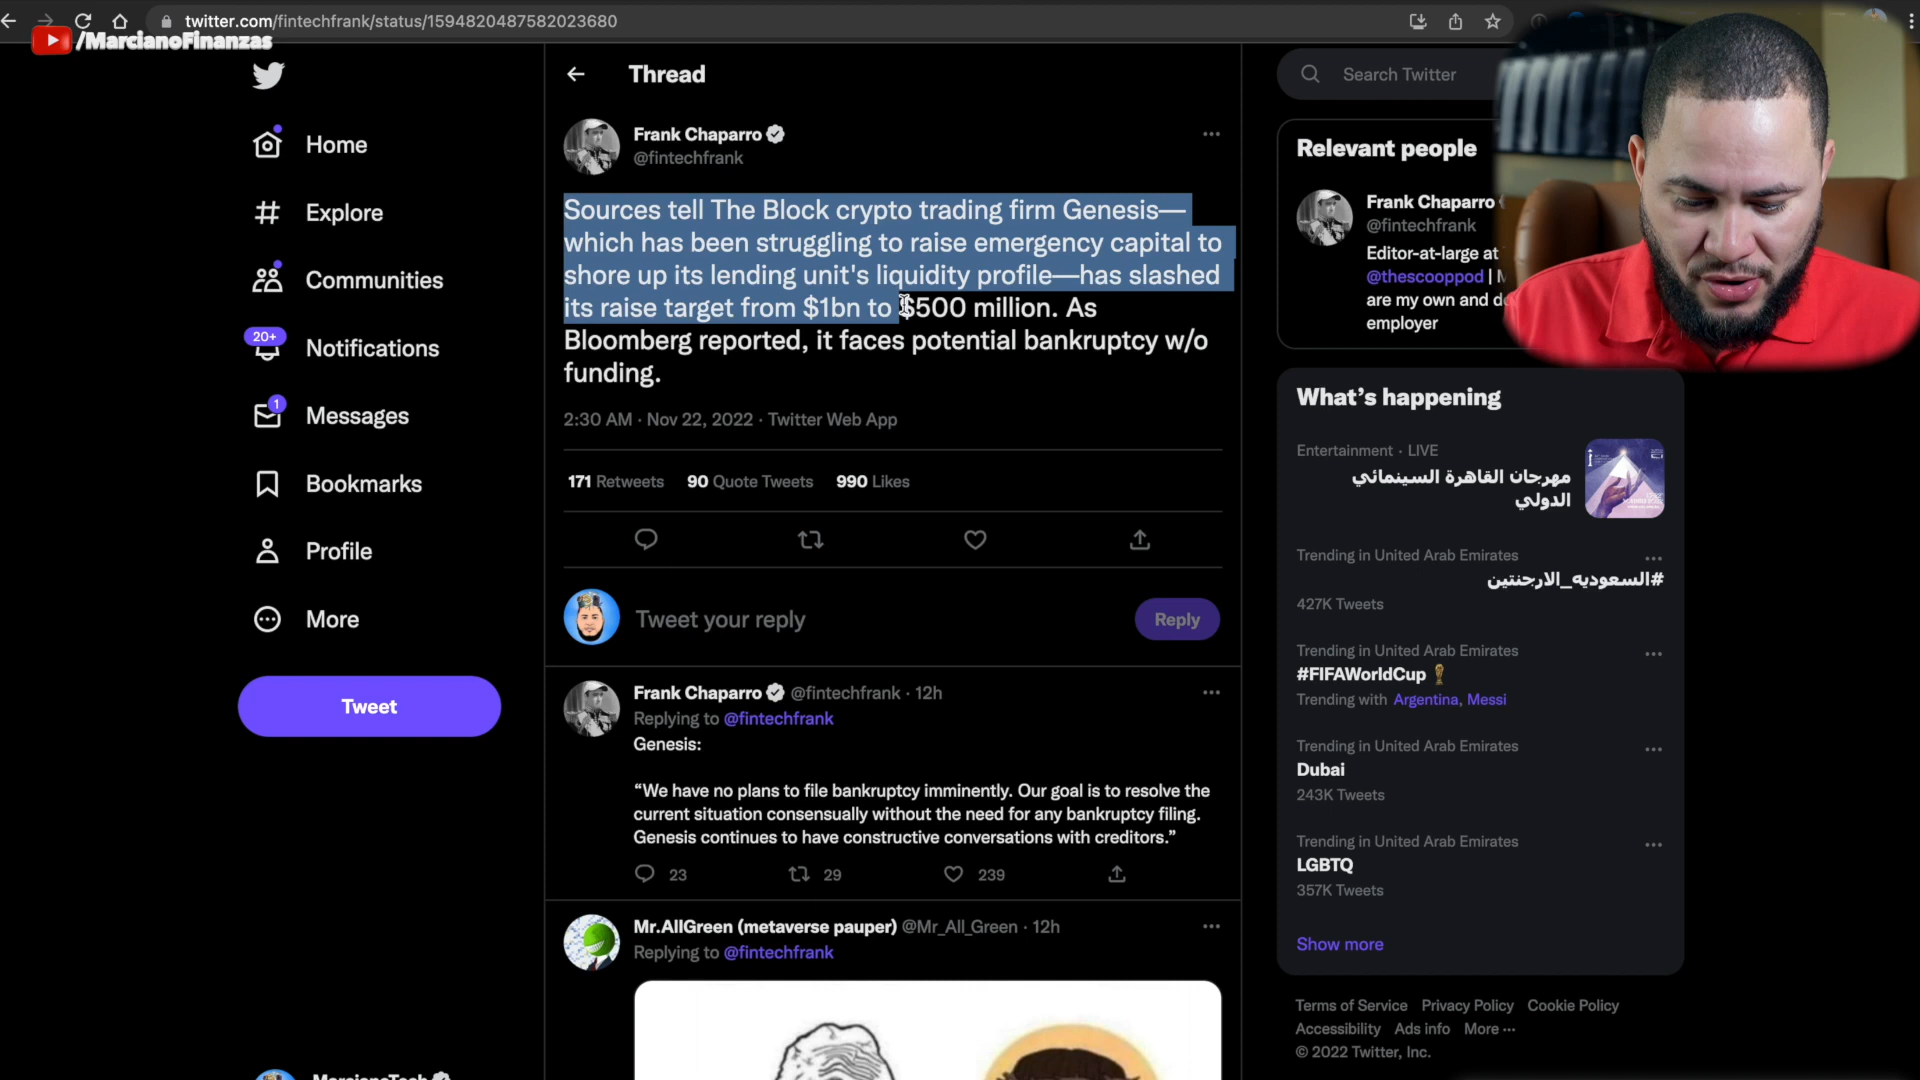 twitter.com/fintechfrank/status/1594820487582023680
/MarcianoFinanzas
Home
Explore
Communities
20+
Notifications
1
Messages
Bookmarks
Profile
More
Tweet
Thread
Frank Chaparro
@fintechfrank
Sources tell The Block crypto trading firm Genesis—
which has been struggling to raise emergency capital to
shore up its lending unit's liquidity profile—has slashed
its raise target from $1bn to $500 million. As
Bloomberg reported, it faces potential bankruptcy w/o
funding.
2:30 AM · Nov 22, 2022 · Twitter Web App
171 Retweets 90 Quote Tweets 990 Likes
Tweet your reply
Reply
Frank Chaparro @fintechfrank · 12h
Replying to @fintechfrank
Genesis:
“We have no plans to file bankruptcy imminently. Our goal is to resolve the
current situation consensually without the need for any bankruptcy filing.
Genesis continues to have constructive conversations with creditors.”
23 29 239
Mr.AllGreen (metaverse pauper) @Mr_All_Green · 12h
Replying to @fintechfrank
Search Twitter
Relevant people
Frank Chaparro
@fintechfrank
Editor-at-large at
@thescooppod |
are my own and
employer
What’s happening
Entertainment · LIVE
مهرجان القاهرة السينمائي
الدولي
Trending in United Arab Emirates
#السعوديه_الارجنتين
427K Tweets
Trending in United Arab Emirates
#FIFAWorldCup
Trending with Argentina, Messi
Trending in United Arab Emirates
Dubai
243K Tweets
Trending in United Arab Emirates
LGBTQ
357K Tweets
Show more
Terms of Service Privacy Policy Cookie Policy
Accessibility Ads info More ···
© 2022 Twitter, Inc.
MarcianoTech